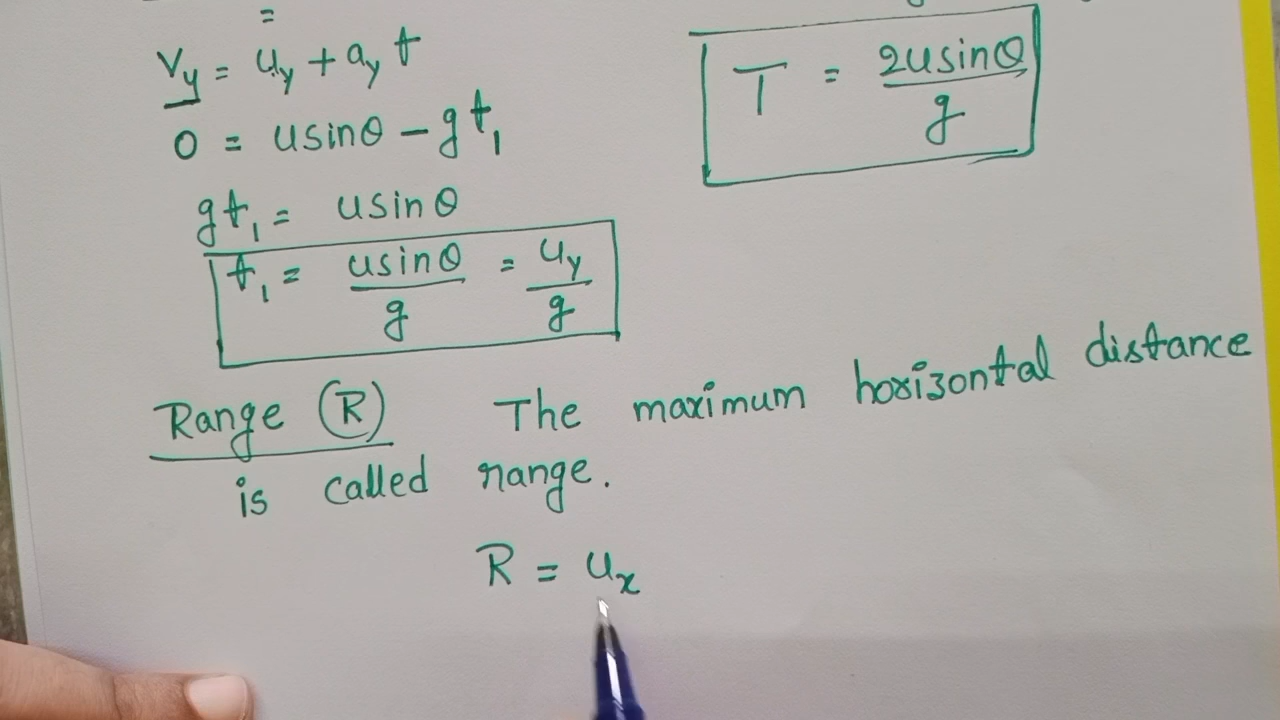 =
Vy = uy + ay t
0 = usinθ - gt₁
gt₁ = usinθ
t₁ = usinθ/g = uy/g
T = 2usinθ/g
Range (R) The maximum horizontal distance
is called range.
R = uₓ